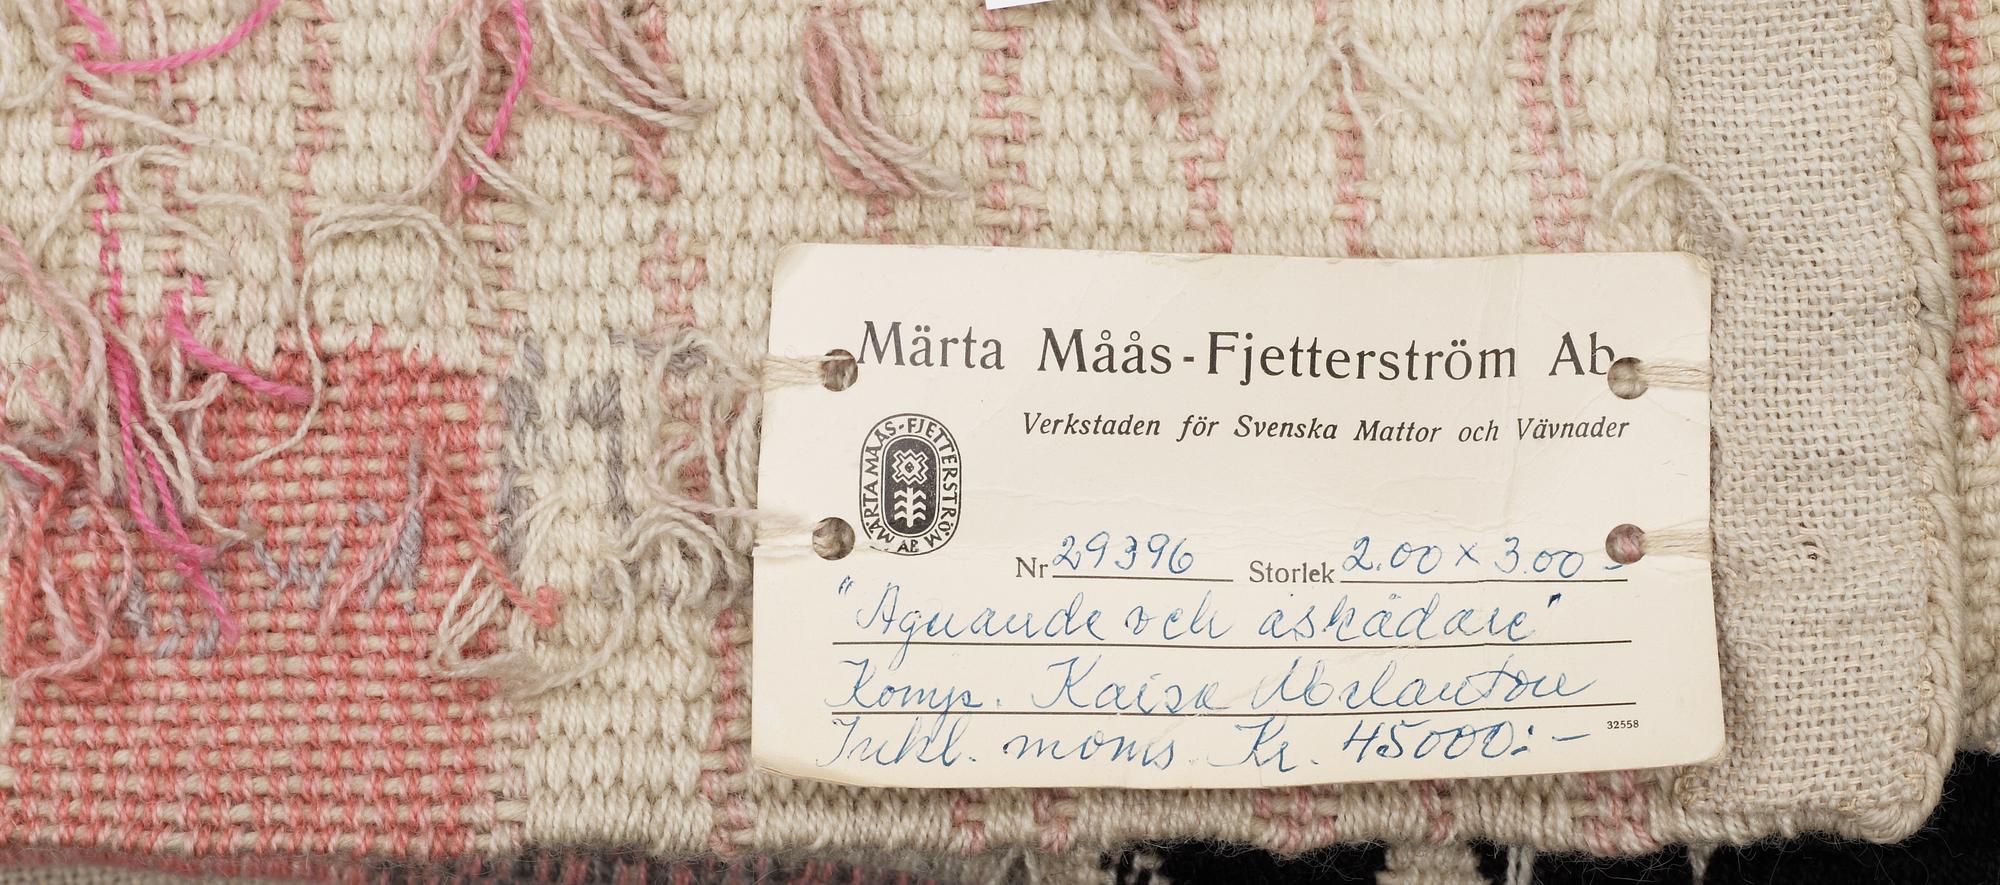 Märta Måås-Fjetterström Ab.
Verkstaden för Svenska Mattor och Vävnader
MÄRTA MÅÅS-FJETTERSTRÖM AB
Nr 29396 Storlek 2.00 x 3.00
"Agerande och åskådare"
Komp. Kaisa Melanton
32558
Inkl. moms. Kr. 45000:-